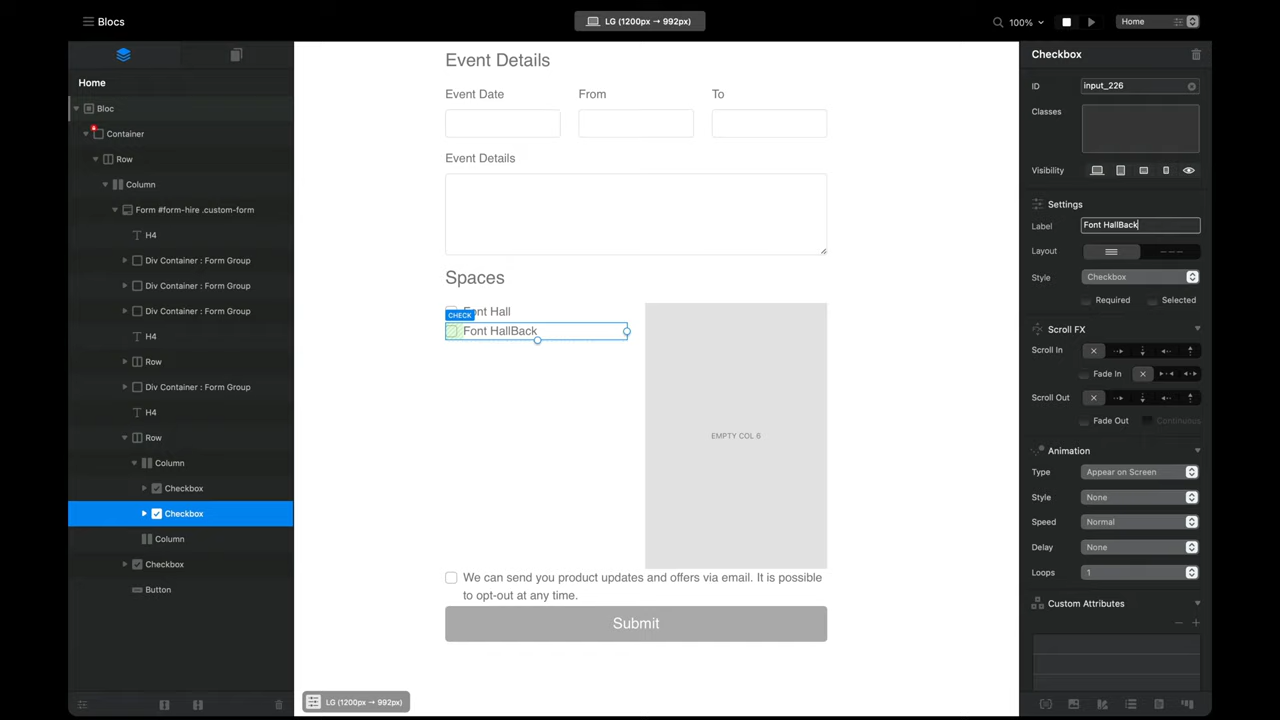 Blocs
LG (1200px → 992px)
100%
Home
Home
Bloc
Container
Row
Column
Form #form-hire .custom-form
H4
Div Container : Form Group
Div Container : Form Group
Div Container : Form Group
H4
Row
Div Container : Form Group
H4
Row
Column
Checkbox
Checkbox
Column
Checkbox
Button
Event Details
Event Date
From
To
Event Details
Spaces
Font Hall
CHECK
Font HallBack
EMPTY COL 6
We can send you product updates and offers via email. It is possible
to opt-out at any time.
Submit
LG (1200px → 992px)
Checkbox
ID
input_226
Classes
Visibility
Settings
Label
Font HallBack
Layout
Style
Checkbox
Required
Selected
Scroll FX
Scroll In
Fade In
Scroll Out
Fade Out
Continuous
Animation
Type
Appear on Screen
Style
None
Speed
Normal
Delay
None
Loops
1
Custom Attributes